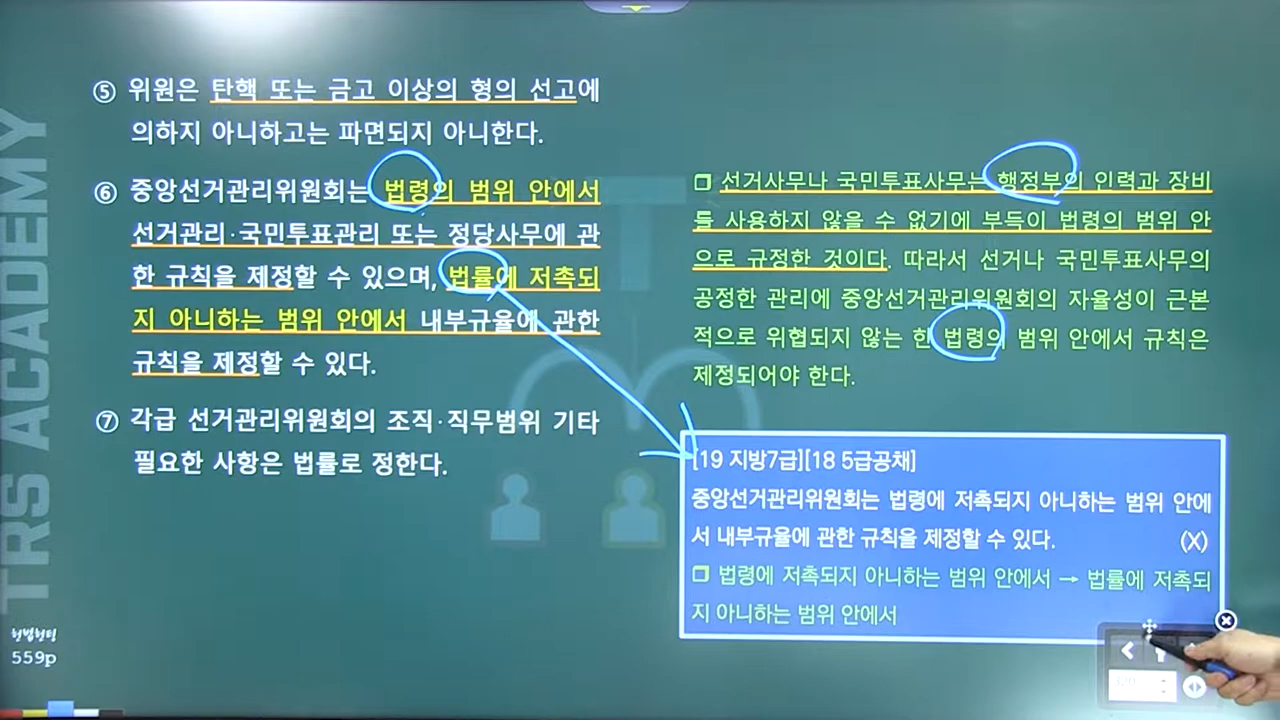 TRS ACADEMY
⑤ 위원은 탄핵 또는 금고 이상의 형의 선고에
의하지 아니하고는 파면되지 아니한다.
⑥ 중앙선거관리위원회는 법령의 범위 안에서
선거관리·국민투표관리 또는 정당사무에 관
한 규칙을 제정할 수 있으며, 법률에 저촉되
지 아니하는 범위 안에서 내부규율에 관한
규칙을 제정할 수 있다.
⑦ 각급 선거관리위원회의 조직·직무범위 기타
필요한 사항은 법률로 정한다.
❒ 선거사무나 국민투표사무는 행정부의 인력과 장비
를 사용하지 않을 수 없기에 부득이 법령의 범위 안
으로 규정한 것이다. 따라서 선거나 국민투표사무의
공정한 관리에 중앙선거관리위원회의 자율성이 근본
적으로 위협되지 않는 한 법령의 범위 안에서 규칙은
제정되어야 한다.
[19 지방7급][18 5급공채]
중앙선거관리위원회는 법령에 저촉되지 아니하는 범위 안에
서 내부규율에 관한 규칙을 제정할 수 있다. (X)
❒ 법령에 저촉되지 아니하는 범위 안에서 → 법률에 저촉되
지 아니하는 범위 안에서
559p